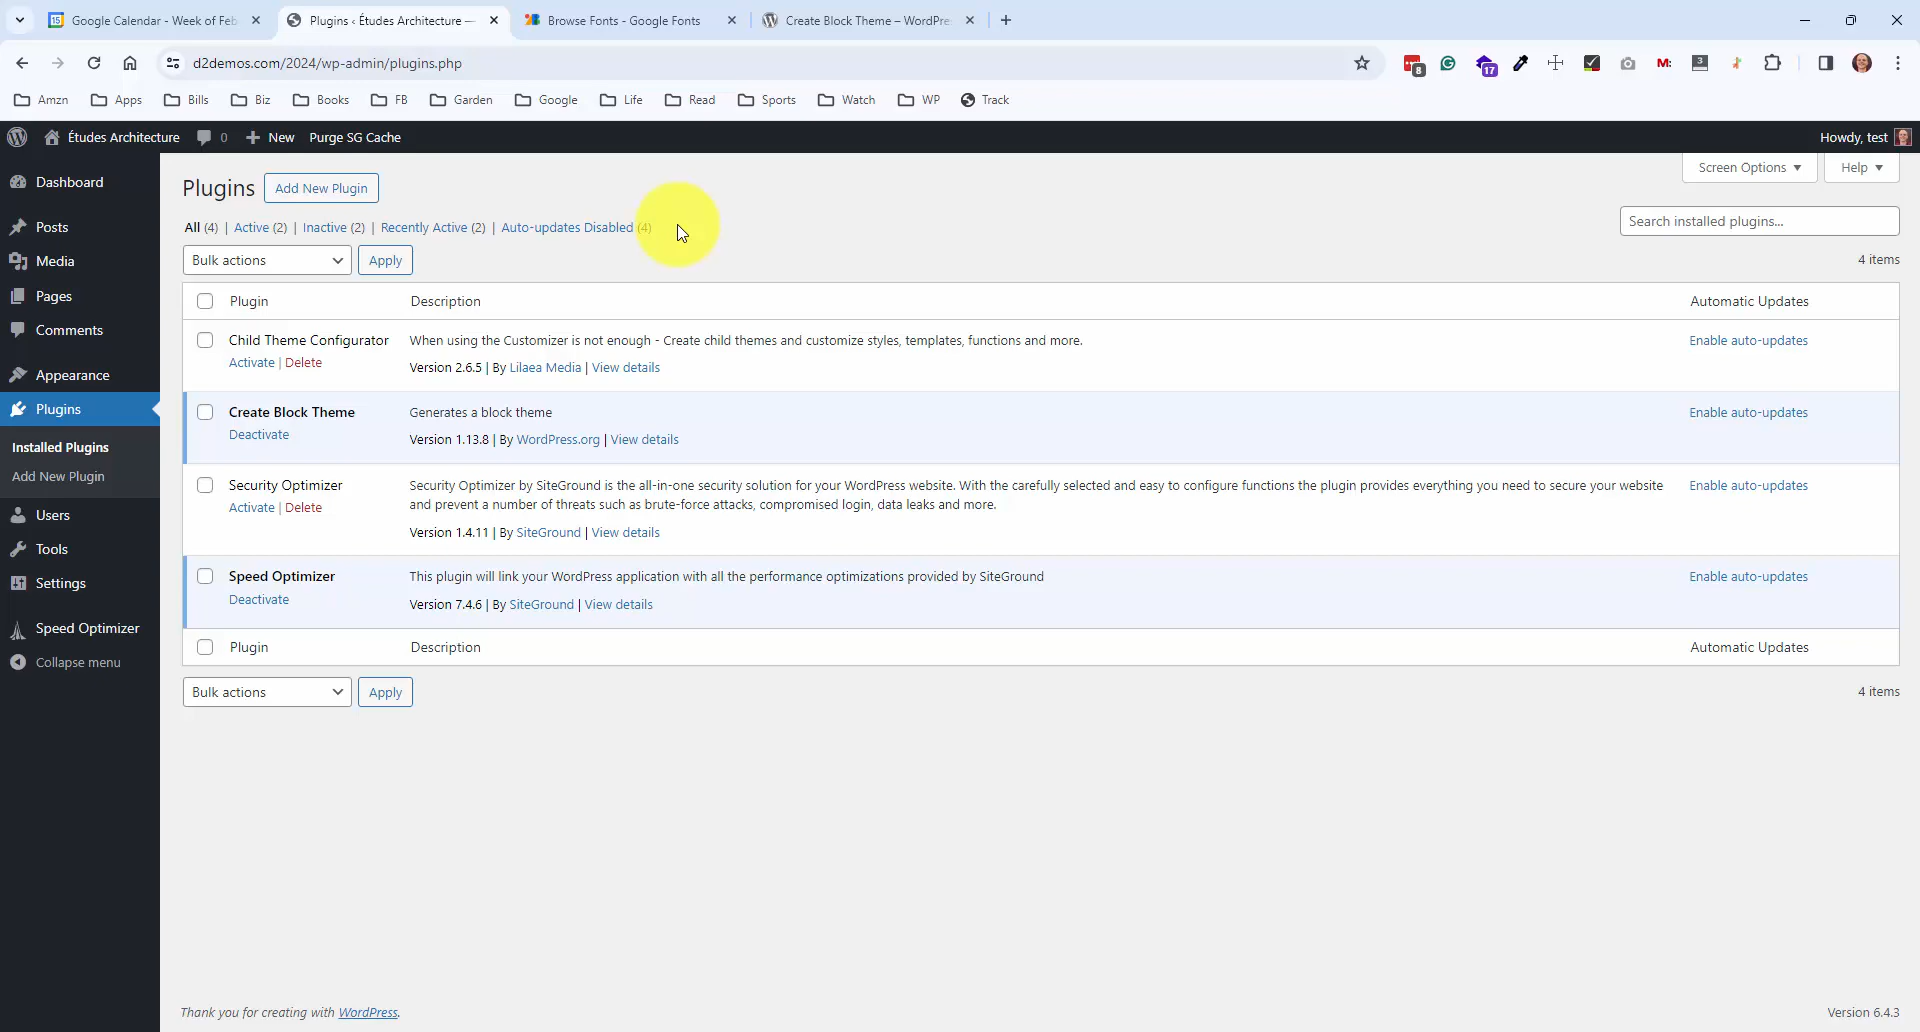 Google Calendar - Week of Feb
Plugins ‹ Études Architecture —
Browse Fonts - Google Fonts
Create Block Theme – WordPre
d2demos.com/2024/wp-admin/plugins.php
8
17
M:
3
Amzn
Apps
Bills
Biz
Books
FB
Garden
Google
Life
Read
Sports
Watch
WP
Track
Études Architecture
0
New
Purge SG Cache
Howdy, test
Dashboard
Posts
Media
Pages
Comments
Appearance
Plugins
Installed Plugins
Add New Plugin
Users
Tools
Settings
Speed Optimizer
Collapse menu
Screen Options
Help
Plugins
Add New Plugin
All (4) | Active (2) | Inactive (2) | Recently Active (2) | Auto-updates Disabled (4)
Search installed plugins...
Bulk actions
Apply
4 items
Plugin
Description
Automatic Updates
Child Theme Configurator
When using the Customizer is not enough - Create child themes and customize styles, templates, functions and more.
Enable auto-updates
Activate | Delete
Version 2.6.5 | By Lilaea Media | View details
Create Block Theme
Generates a block theme
Enable auto-updates
Deactivate
Version 1.13.8 | By WordPress.org | View details
Security Optimizer
Security Optimizer by SiteGround is the all-in-one security solution for your WordPress website. With the carefully selected and easy to configure functions the plugin provides everything you need to secure your website
and prevent a number of threats such as brute-force attacks, compromised login, data leaks and more.
Enable auto-updates
Activate | Delete
Version 1.4.11 | By SiteGround | View details
Speed Optimizer
This plugin will link your WordPress application with all the performance optimizations provided by SiteGround
Enable auto-updates
Deactivate
Version 7.4.6 | By SiteGround | View details
Plugin
Description
Automatic Updates
Bulk actions
Apply
4 items
Thank you for creating with WordPress.
Version 6.4.3